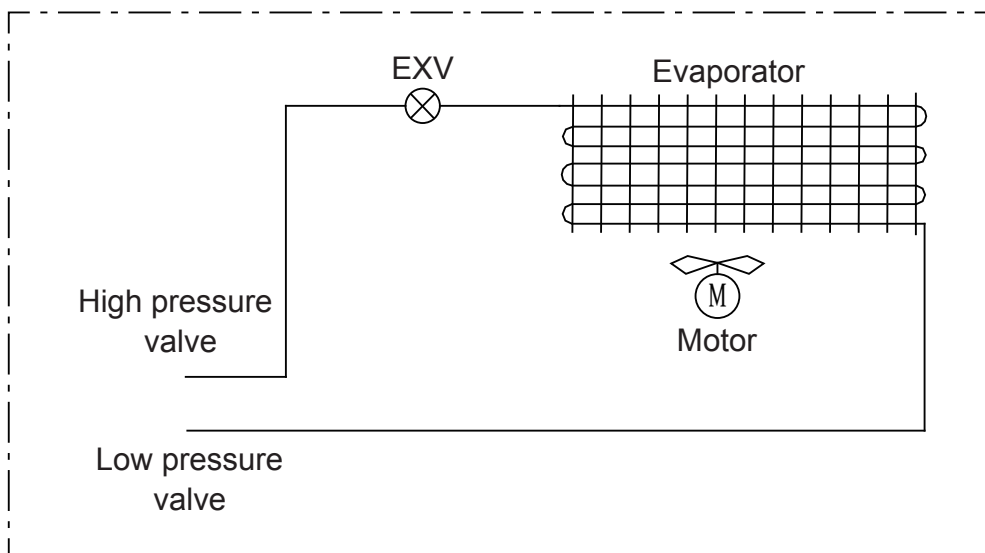 EXV
Evaporator
High pressure
valve
M
Motor
Low pressure
valve